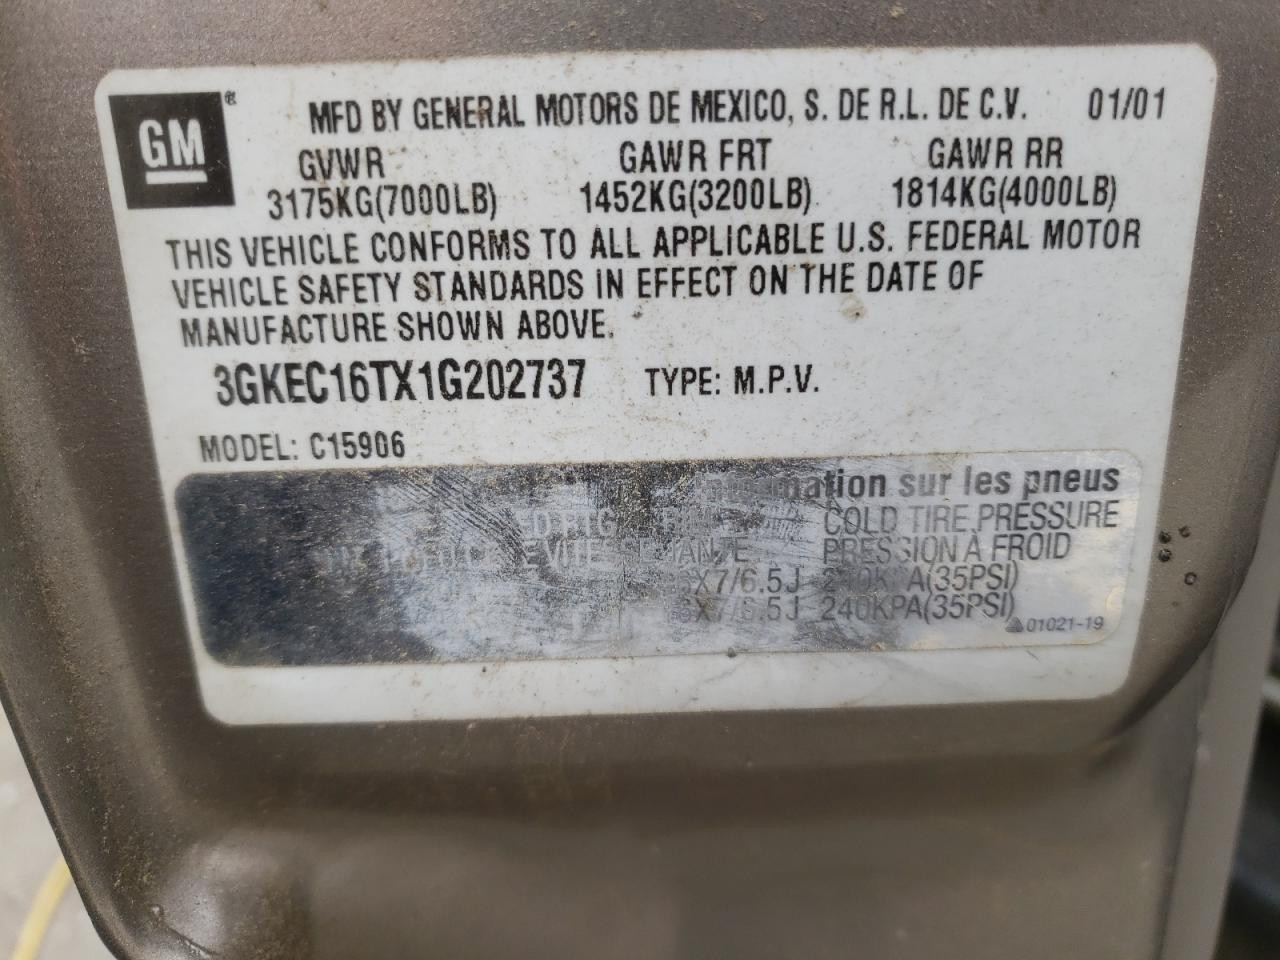 GM®
MFD BY GENERAL MOTORS DE MEXICO, S. DE R.L. DE C.V. 01/01
GVWR GAWR FRT GAWR RR
3175KG(7000LB) 1452KG(3200LB) 1814KG(4000LB)
THIS VEHICLE CONFORMS TO ALL APPLICABLE U.S. FEDERAL MOTOR
VEHICLE SAFETY STANDARDS IN EFFECT ON THE DATE OF
MANUFACTURE SHOWN ABOVE.
3GKEC16TX1G202737 TYPE: M.P.V.
MODEL: C15906
sur les pneus
COLD TIRE PRESSURE
PRESSION À FROID
240KPA(35PSI)
240KPA(35PSI)
01021-19